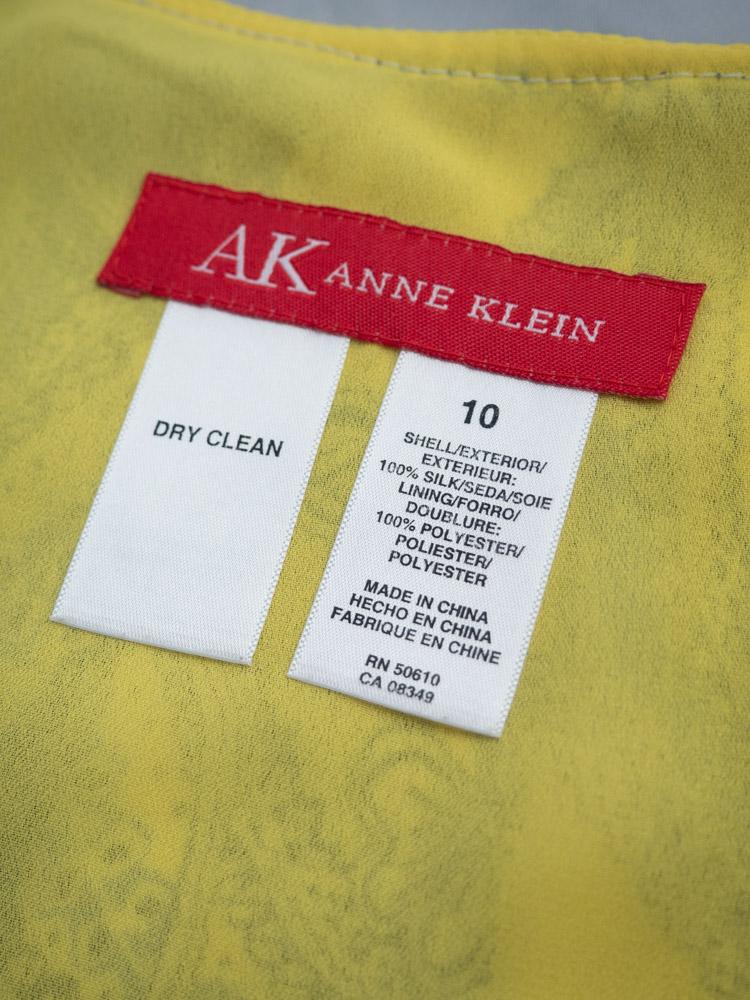 AK ANNE KLEIN
DRY CLEAN
10
SHELL/EXTERIOR/
EXTERIEUR:
100% SILK/SEDA/SOIE
LINING/FORRO/
DOUBLURE:
100% POLYESTER/
POLIESTER/
POLYESTER
MADE IN CHINA
HECHO EN CHINA
FABRIQUE EN CHINE
RN 50610
CA 08349